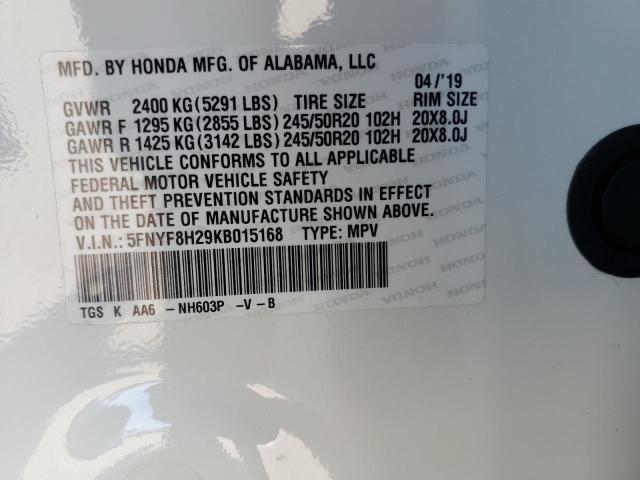 MFD. BY HONDA MFG. OF ALABAMA, LLC
04/'19
GVWR 2400 KG(5291 LBS) TIRE SIZE RIM SIZE
GAWR F 1295 KG(2855 LBS)245/50R20 102H 20X8.0J
GAWR R 1425 KG(3142 LBS)245/50R20 102H 20X8.0J
THIS VEHICLE CONFORMS TO ALL APPLICABLE
FEDERAL MOTOR VEHICLE SAFETY
AND THEFT PREVENTION STANDARDS IN EFFECT
ON THE DATE OF MANUFACTURE SHOWN ABOVE.
V.I.N.: 5FNYF8H29KB015168 TYPE: MPV
TGS K AA6 -NH603P -V-B